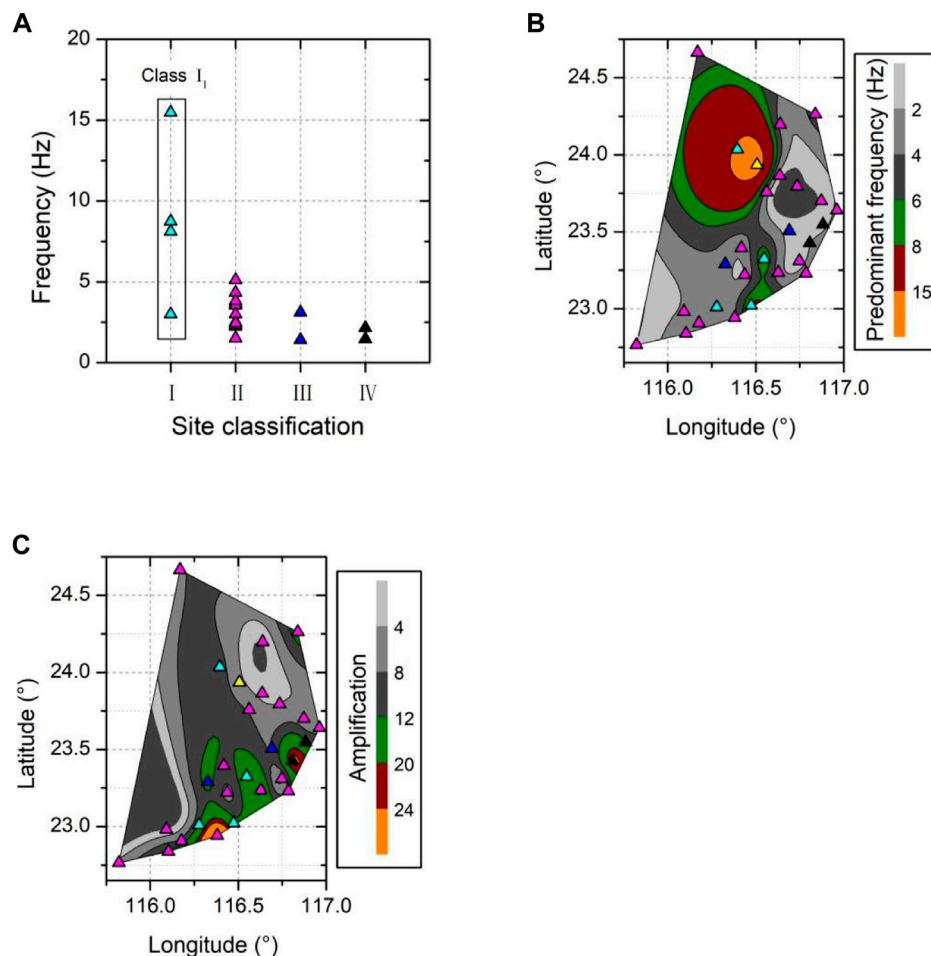 A
20
15
10
5
0
Frequency (Hz)
Class I1
I II III IV
Site classification
B
24.5
24.0
23.5
23.0
Latitude (°)
116.0 116.5 117.0
Longitude (°)
Predominant frequency (Hz)
2
4
6
8
15
C
24.5
24.0
23.5
23.0
Latitude (°)
116.0 116.5 117.0
Longitude (°)
Amplification
4
8
12
20
24